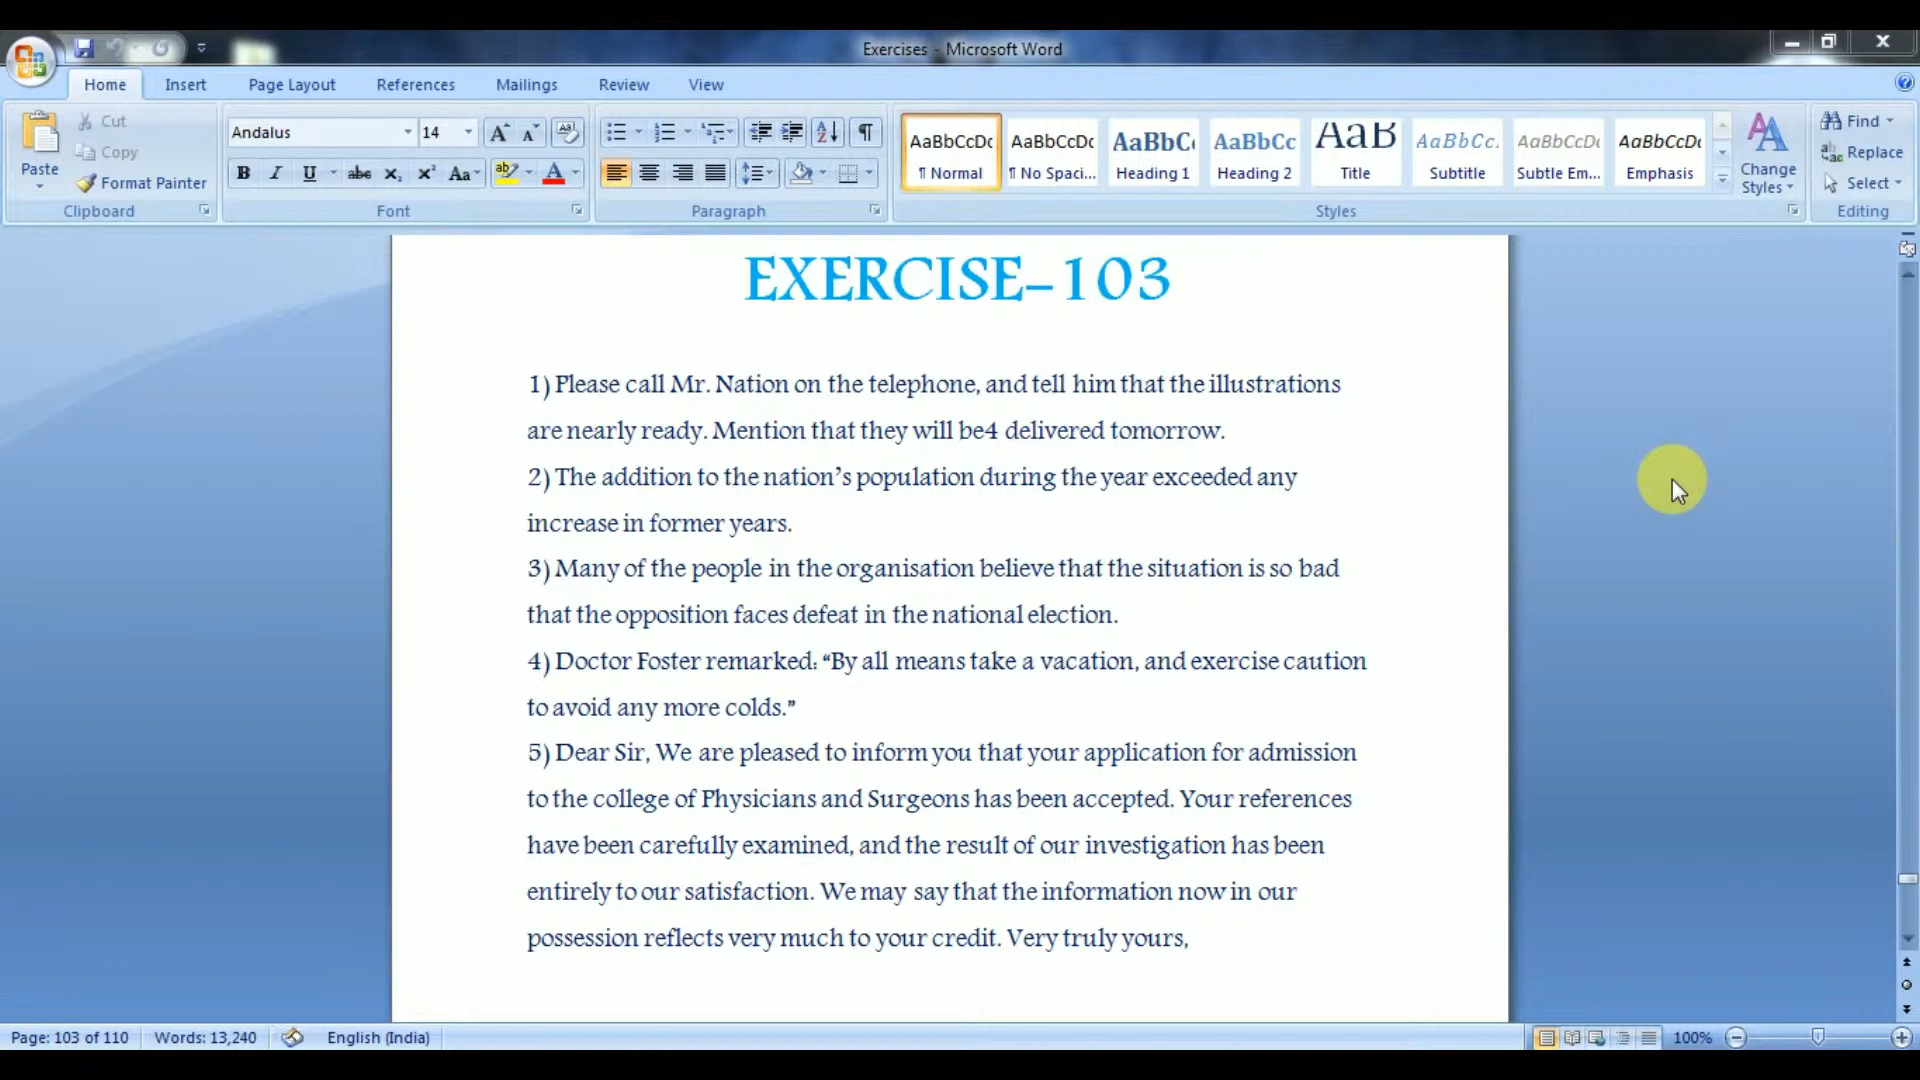 Exercises - Microsoft Word
Home Insert Page Layout References Mailings Review View
Paste
Cut
Copy
Format Painter
Clipboard
Andalus 14
Font
Paragraph
AaBbCcDc AaBbCcDc AaBbC AaBbCc AaB AaBbCc. AaBbCcDc AaBbCcDc
¶ Normal ¶ No Spaci... Heading 1 Heading 2 Title Subtitle Subtle Em... Emphasis
Change Styles
Styles
Find
Replace
Select
Editing
EXERCISE-103
1) Please call Mr. Nation on the telephone, and tell him that the illustrations
are nearly ready. Mention that they will be4 delivered tomorrow.
2) The addition to the nation's population during the year exceeded any
increase in former years.
3) Many of the people in the organisation believe that the situation is so bad
that the opposition faces defeat in the national election.
4) Doctor Foster remarked: “By all means take a vacation, and exercise caution
to avoid any more colds.”
5) Dear Sir, We are pleased to inform you that your application for admission
to the college of Physicians and Surgeons has been accepted. Your references
have been carefully examined, and the result of our investigation has been
entirely to our satisfaction. We may say that the information now in our
possession reflects very much to your credit. Very truly yours,
Page: 103 of 110 Words: 13,240 English (India) 100%